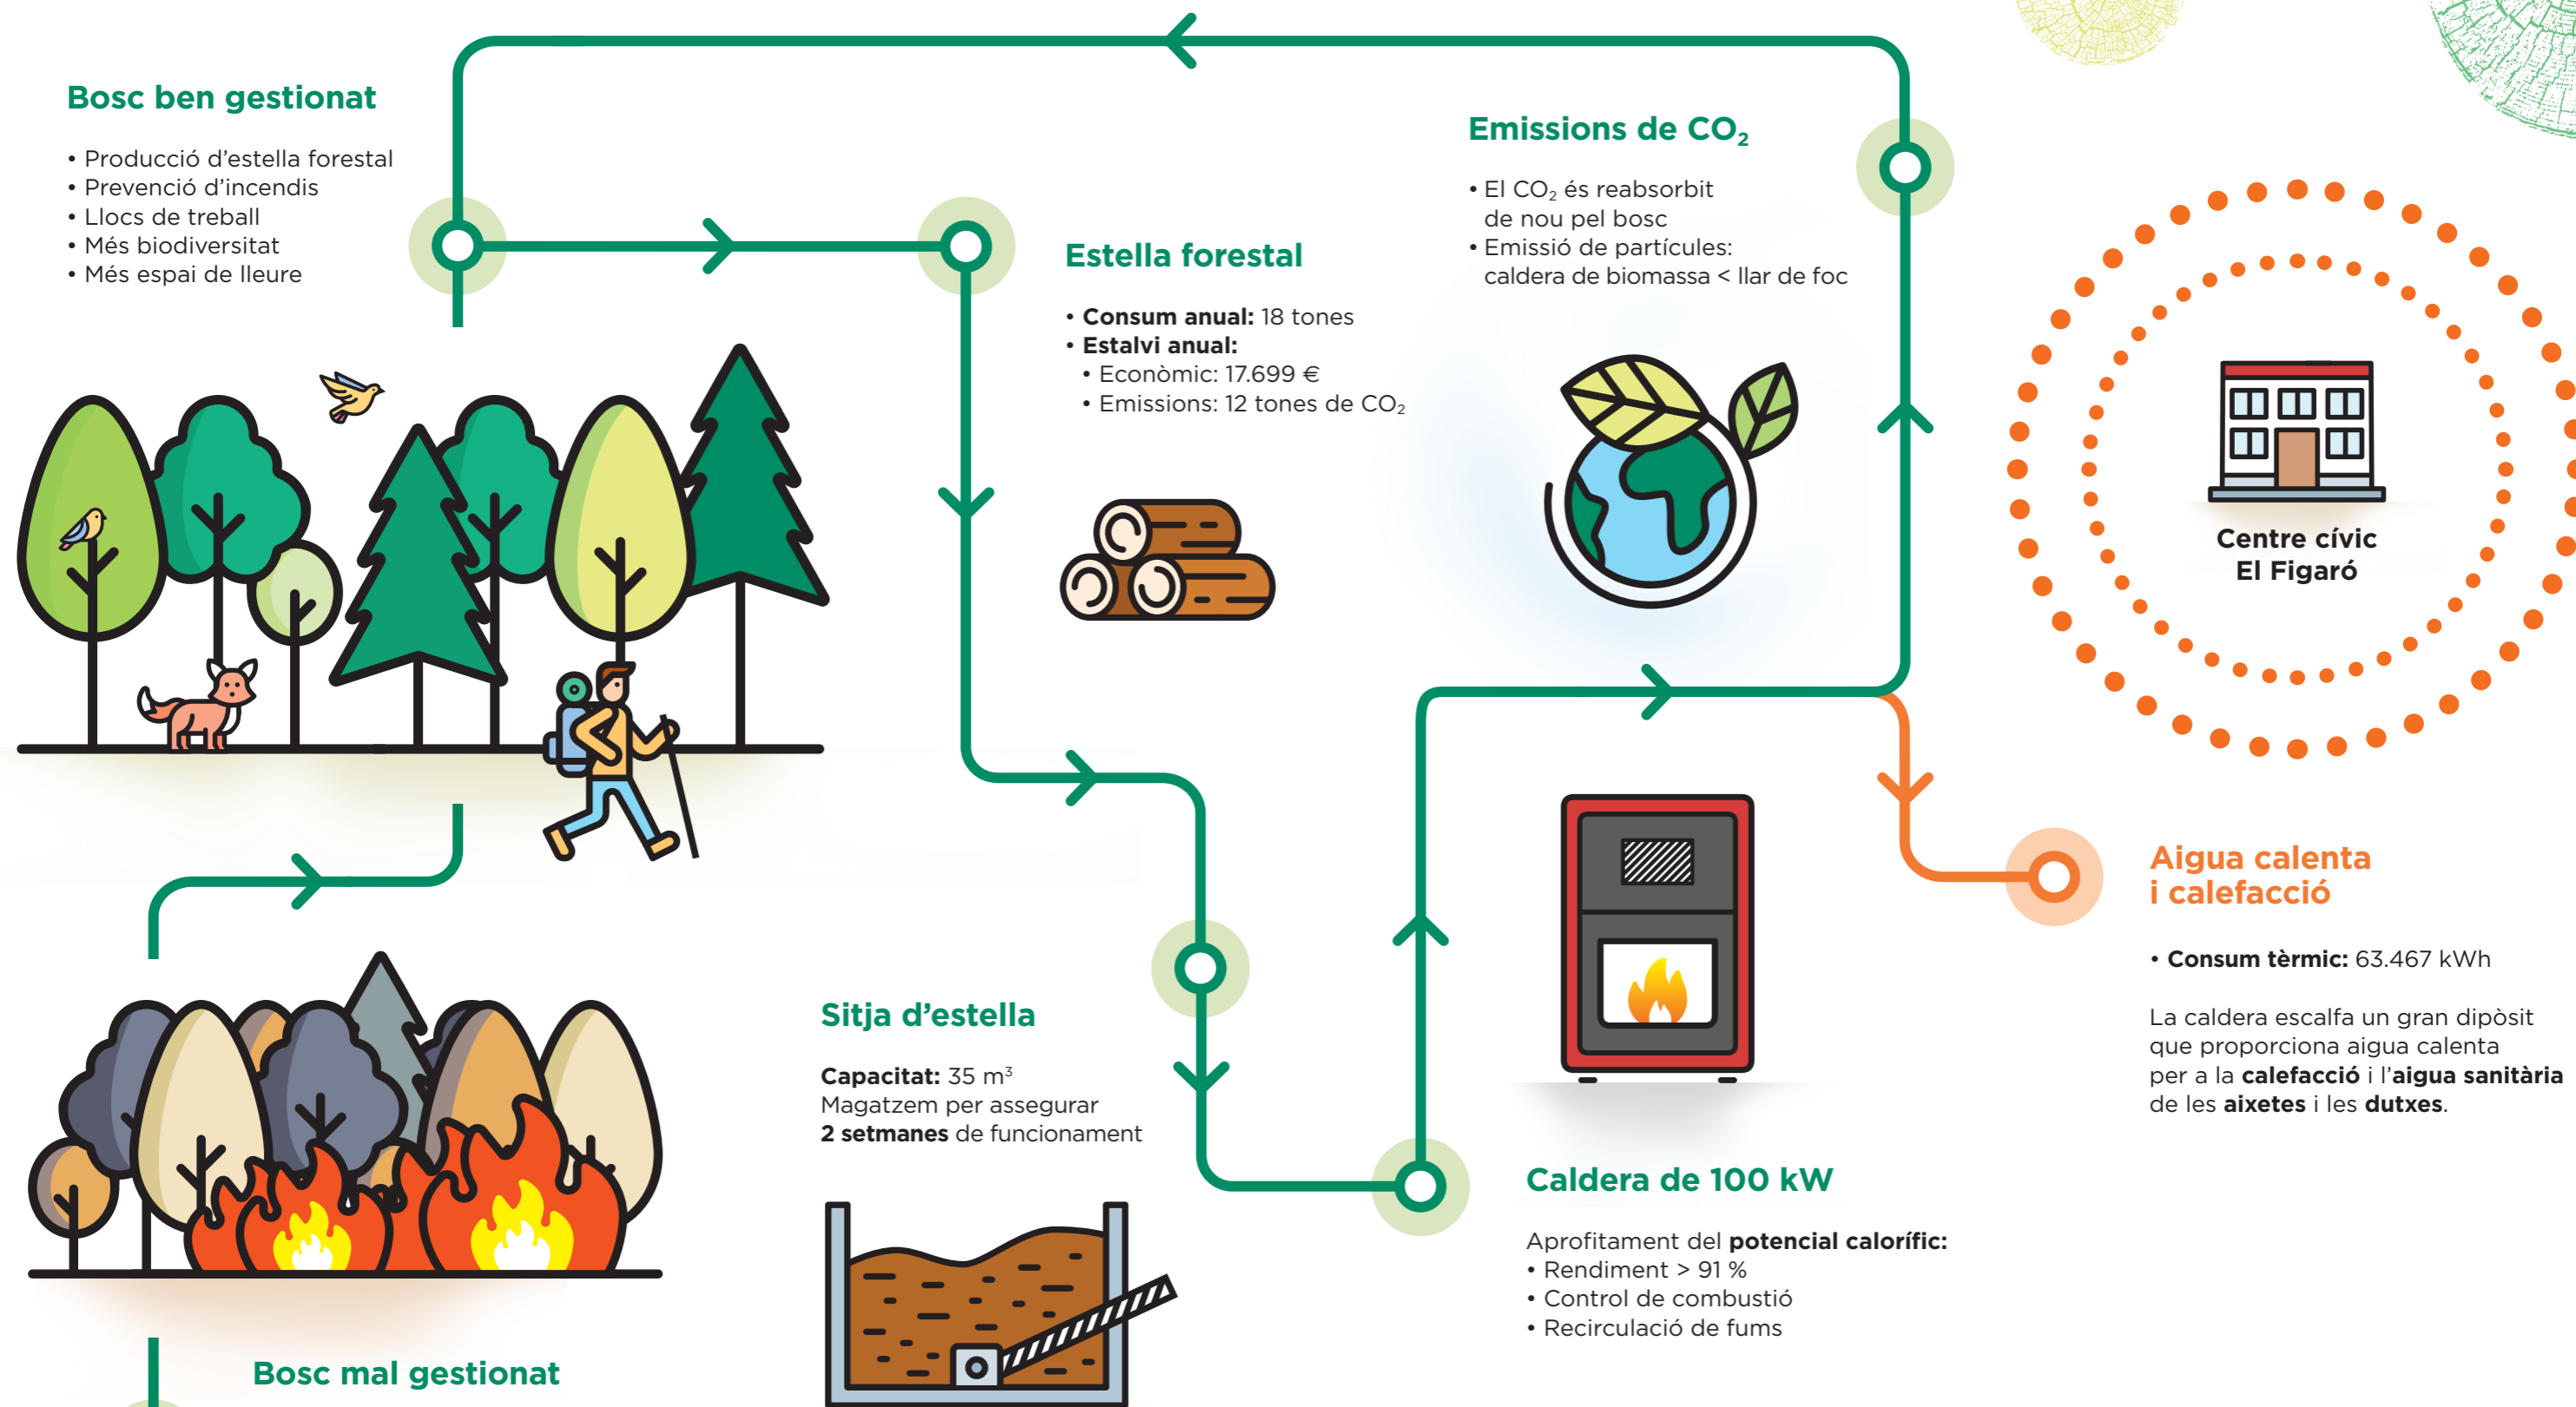 Bosc ben gestionat
• Producció d'estella forestal
• Prevenció d'incendis
• Llocs de treball
• Més biodiversitat
• Més espai de lleure
Estella forestal
• Consum anual: 18 tones
• Estalvi anual:
• Econòmic: 17.699 €
• Emissions: 12 tones de CO₂
Emissions de CO₂
• El CO₂ és reabsorbit
de nou pel bosc
• Emissió de partícules:
caldera de biomassa < llar de foc
Centre cívic
El Figaró
Aigua calenta
i calefacció
• Consum tèrmic: 63.467 kWh
La caldera escalfa un gran dipòsit
que proporciona aigua calenta
per a la calefacció i l'aigua sanitària
de les aixetes i les dutxes.
Sitja d'estella
Capacitat: 35 m³
Magatzem per assegurar
2 setmanes de funcionament
Caldera de 100 kW
Aprofitament del potencial calorífic:
• Rendiment > 91 %
• Control de combustió
• Recirculació de fums
Bosc mal gestionat